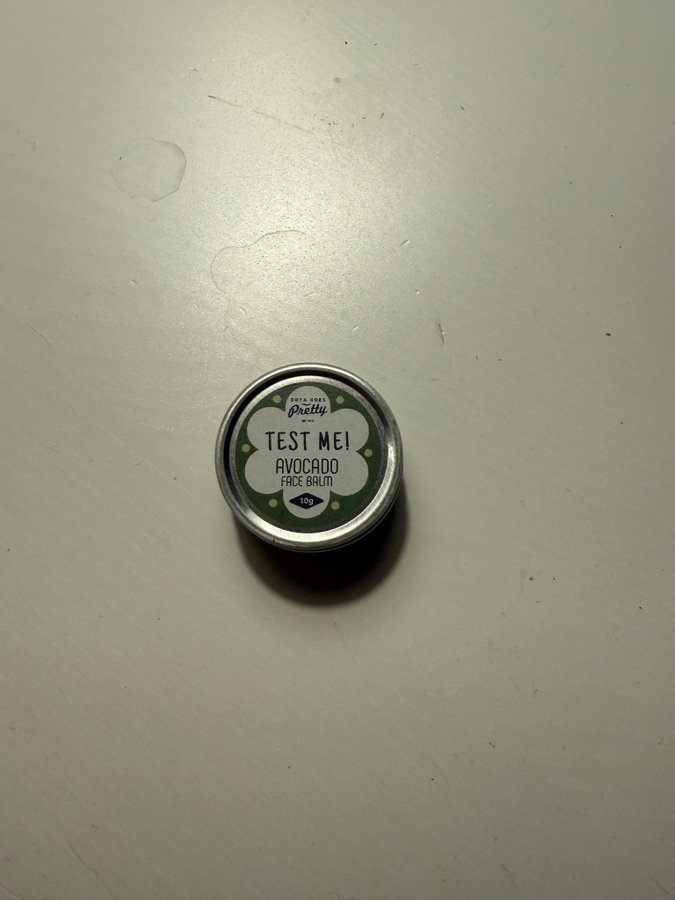 ZOYA GOES
Pretty
TEST ME!
AVOCADO
FACE BALM
10g